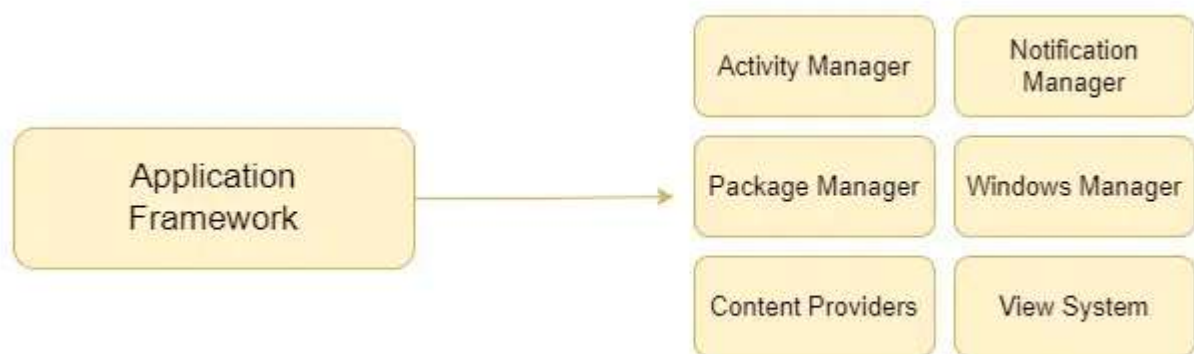 Application
Framework
Activity Manager
Notification
Manager
Package Manager
Windows Manager
Content Providers
View System